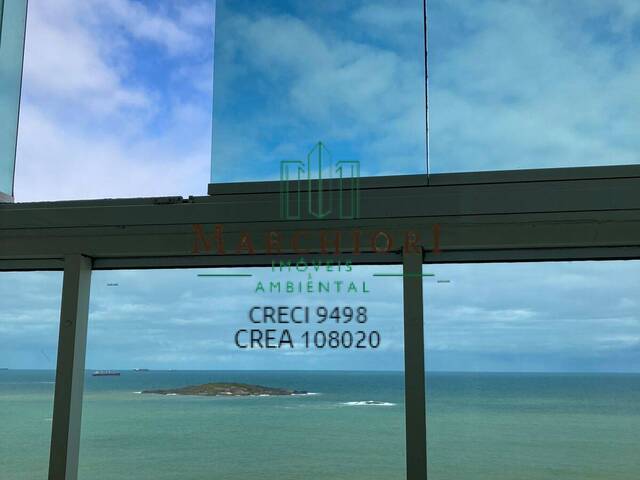 MARCHIORI
IMÓVEIS
&
AMBIENTAL
CRECI 9498
CREA 108020